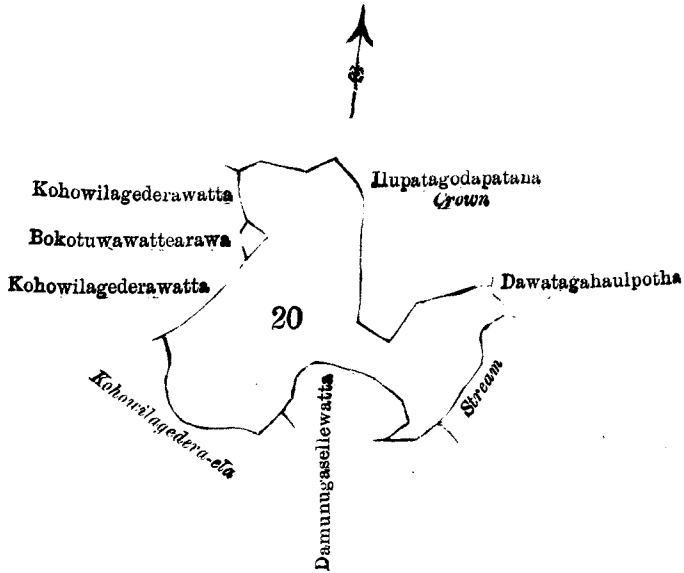 Kohowilagederawatta
Ilupatagodapatana
Crown
Bokotuwawattearawa
Kohowilagederawatta
Dawatagahaulpotha
20
Kohowilagedera-ela
Damunugasellewatta
Stream